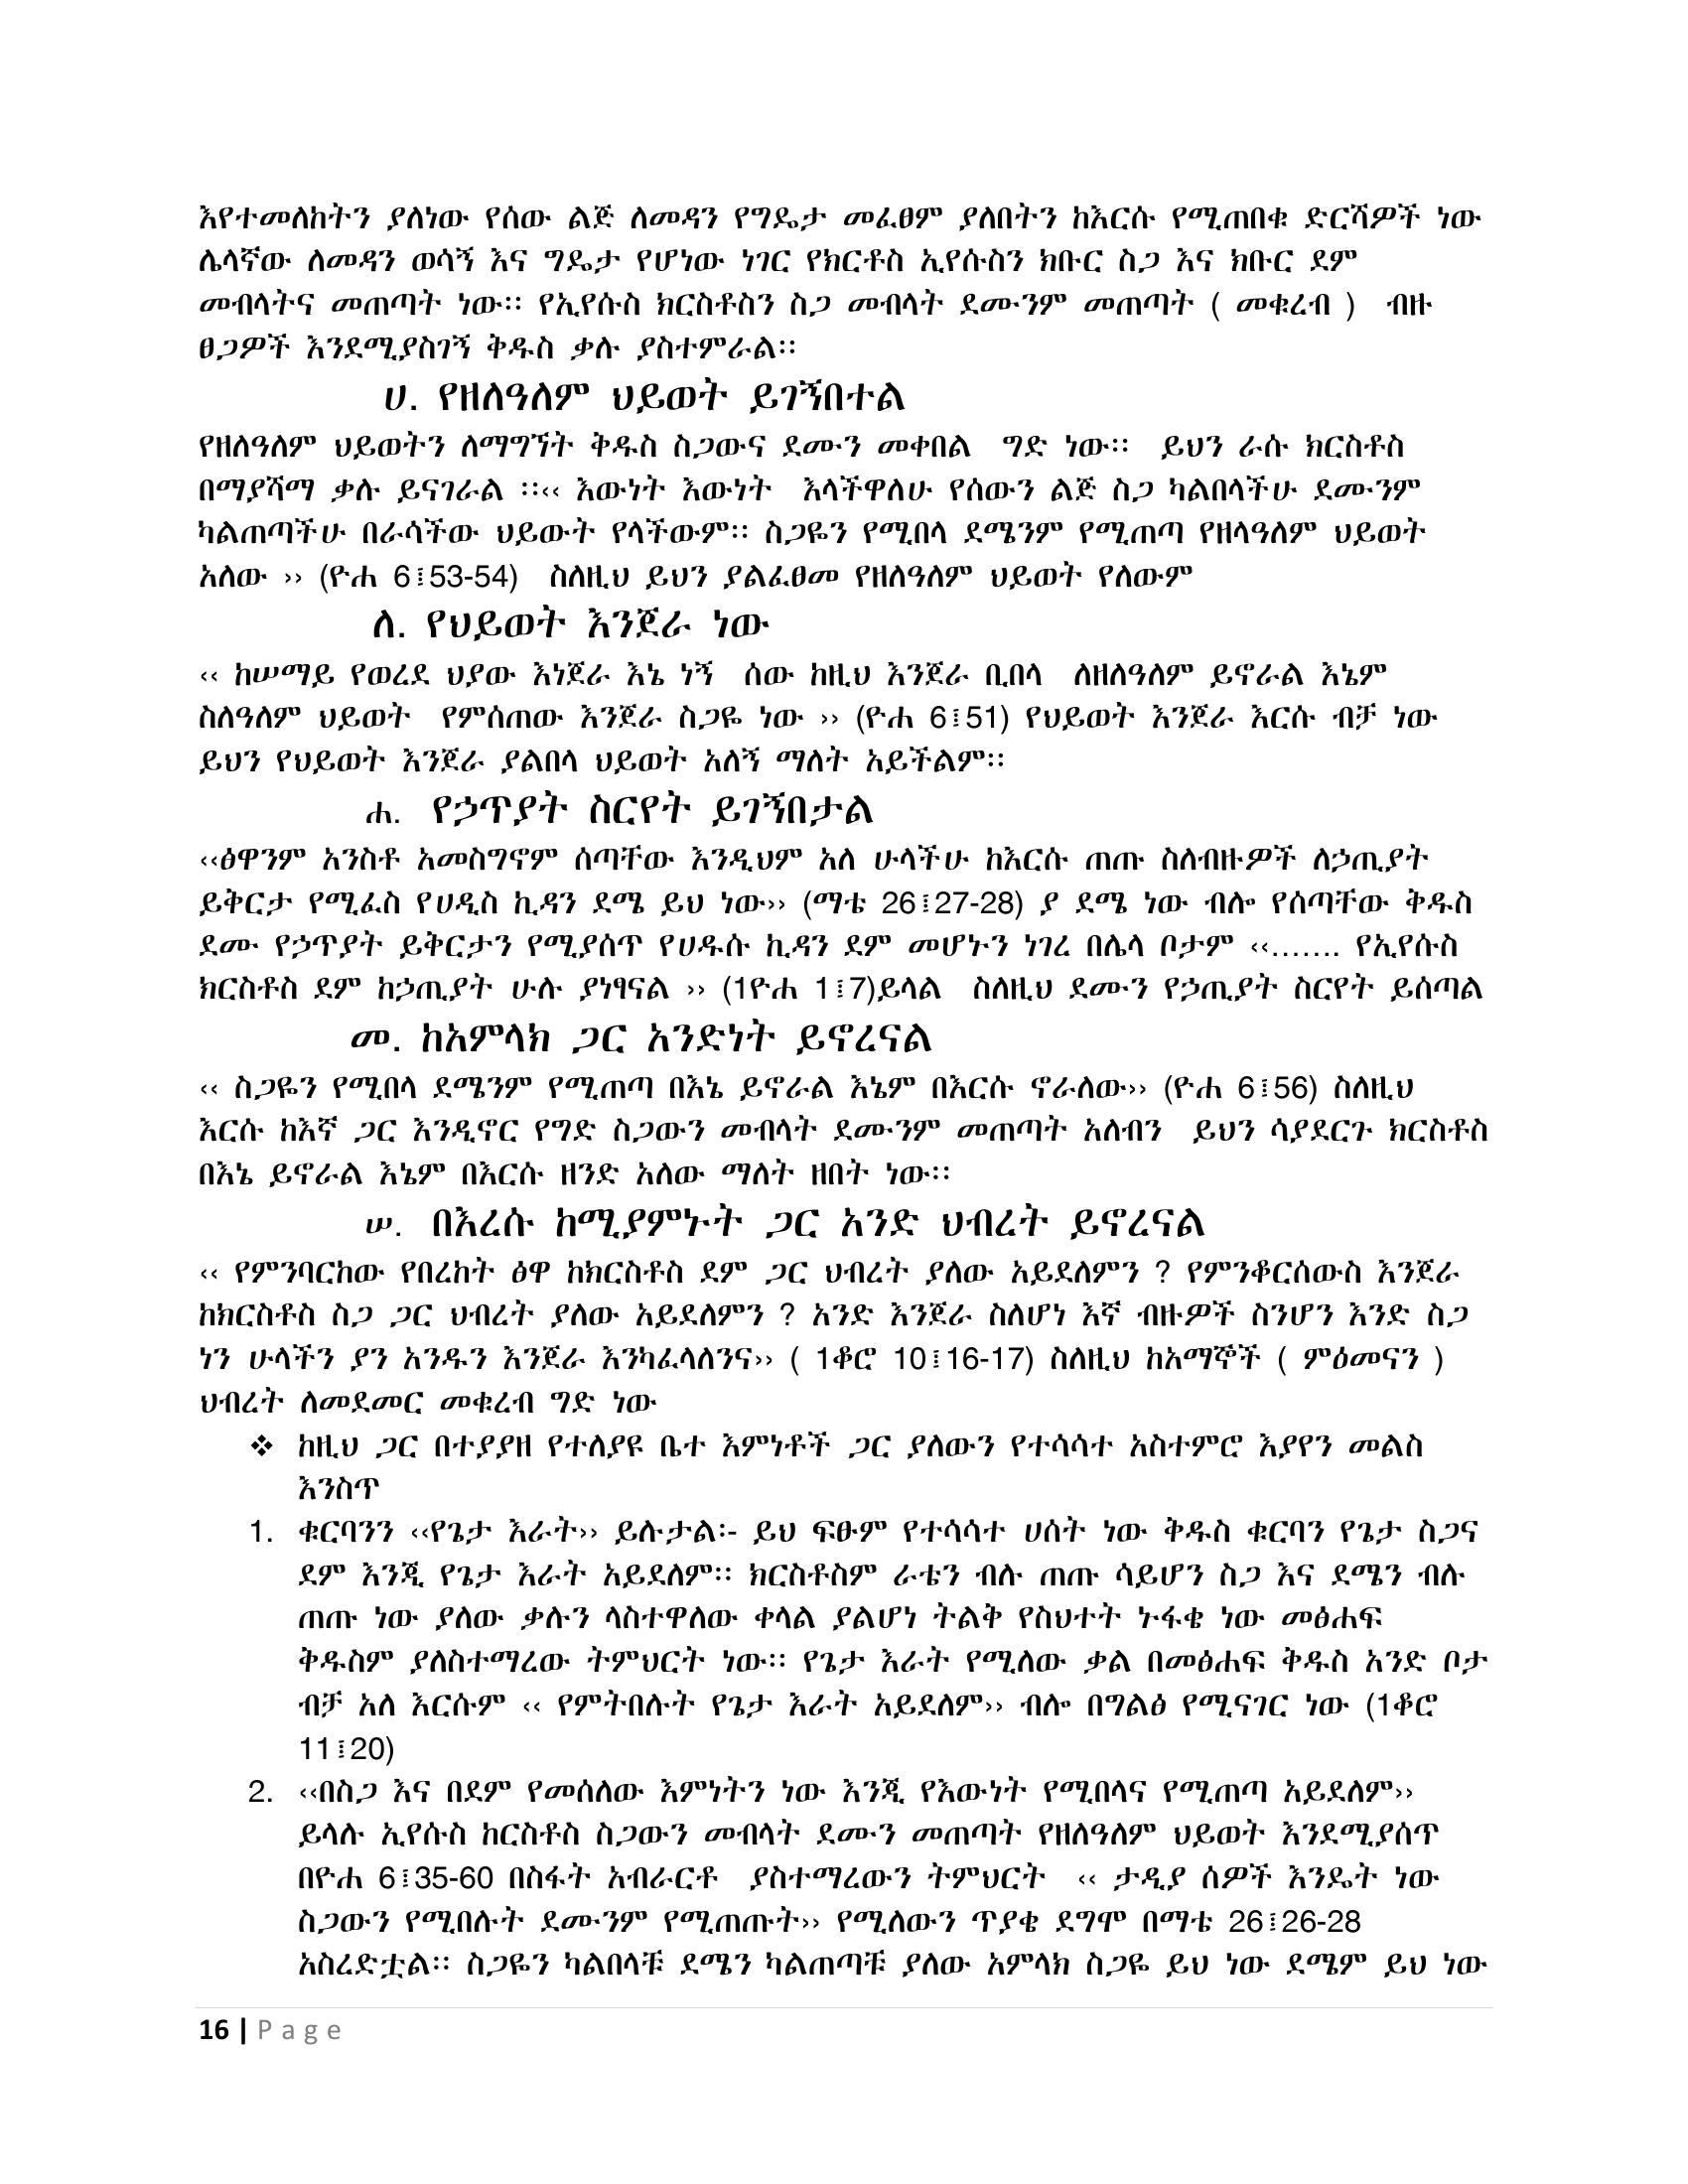 እየተመለከትን ያለነው የሰው ልጅ ለመዳን የግዴታ መፈፀም ያለበትን ከእርሱ የሚጠበቁ ድርሻዎች ነው
ሌላኛው ለመዳን ወሳኝ እና ግዴታ የሆነው ነገር የክርቶስ ኢየሱስን ክቡር ስጋ እና ክቡር ደም
መብላትና መጠጣት ነው፡፡ የኢየሱስ ክርስቶስን ስጋ መብላት ደሙንም መጠጣት ( መቁረብ ) ብዙ
ፀጋዎች እንደሚያስገኝ ቅዱስ ቃሉ ያስተምራል፡፡
ሀ. የዘለዓለም ህይወት ይገኝበተል
የዘለዓለም ህይወትን ለማግኘት ቅዱስ ስጋውና ደሙን መቀበል ግድ ነው፡፡ ይህን ራሱ ክርስቶስ
በማያሻማ ቃሉ ይናገራል ፡፡‹‹ እውነት እውነት እላችዋለሁ የሰውን ልጅ ስጋ ካልበላችሁ ደሙንም
ካልጠጣችሁ በራሳችው ህይውት የላችውም፡፡ ስጋዬን የሚበላ ደሜንም የሚጠጣ የዘላዓለም ህይወት
አለው ›› (ዮሐ 6፤53-54) ስለዚህ ይህን ያልፈፀመ የዘለዓለም ህይወት የለውም
ለ. የህይወት እንጀራ ነው
‹‹ ከሠማይ የወረደ ህያው እነጀራ እኔ ነኝ ሰው ከዚህ እንጀራ ቢበላ ለዘለዓለም ይኖራል እኔም
ስለዓለም ህይወት የምሰጠው እንጀራ ስጋዬ ነው ›› (ዮሐ 6፤51) የህይወት እንጀራ እርሱ ብቻ ነው
ይህን የህይወት እንጀራ ያልበላ ህይወት አለኝ ማለት አይችልም፡፡
ሐ. የኃጥያት ስርየት ይገኝበታል
‹‹ፅዋንም አንስቶ አመስግኖም ሰጣቸው እንዲህም አለ ሁላችሁ ከእርሱ ጠጡ ስለብዙዎች ለኃጢያት
ይቅርታ የሚፈስ የሀዲስ ኪዳን ደሜ ይህ ነው›› (ማቴ 26፤27-28) ያ ደሜ ነው ብሎ የሰጣቸው ቅዱስ
ደሙ የኃጥያት ይቅርታን የሚያሰጥ የሀዱሱ ኪዳን ደም መሆኑን ነገረ በሌላ ቦታም ‹‹....... የኢየሱስ
ክርስቶስ ደም ከኃጢያት ሁሉ ያነፃናል ›› (1ዮሐ 1፤7)ይላል ስለዚህ ደሙን የኃጢያት ስርየት ይሰጣል
መ. ከአምላክ ጋር አንድነት ይኖረናል
‹‹ ስጋዬን የሚበላ ደሜንም የሚጠጣ በእኔ ይኖራል እኔም በእርሱ ኖራለው›› (ዮሐ 6፤56) ስለዚህ
እርሱ ከእኛ ጋር እንዲኖር የግድ ስጋውን መብላት ደሙንም መጠጣት አለብን ይህን ሳያደርጉ ክርስቶስ
በእኔ ይኖራል እኔም በእርሱ ዘንድ አለው ማለት ዘበት ነው፡፡
ሠ. በእረሱ ከሚያምኑት ጋር አንድ ህብረት ይኖረናል
‹‹ የምንባርከው የበረከት ፅዋ ከክርስቶስ ደም ጋር ህብረት ያለው አይደለምን ? የምንቆርሰውስ እንጀራ
ከክርስቶስ ስጋ ጋር ህብረት ያለው አይደለምን ? አንድ እንጀራ ስለሆነ እኛ ብዙዎች ስንሆን እንድ ስጋ
ነን ሁላችን ያን አንዱን እንጀራ እንካፈላለንና›› ( 1ቆሮ 10፤16-17) ስለዚህ ከአማኞች ( ምዕመናን )
ህብረት ለመደመር መቁረብ ግድ ነው
❖ ከዚህ ጋር በተያያዘ የተለያዩ ቤተ እምነቶች ጋር ያለውን የተሳሳተ አስተምሮ እያየን መልስ
እንስጥ
1. ቁርባንን ‹‹የጌታ እራት›› ይሉታል፡- ይህ ፍፁም የተሳሳተ ሀሰት ነው ቅዱስ ቁርባን የጌታ ስጋና
ደም እንጂ የጌታ እራት አይደለም፡፡ ክርስቶስም ራቴን ብሉ ጠጡ ሳይሆን ስጋ እና ደሜን ብሉ
ጠጡ ነው ያለው ቃሉን ላስተዋለው ቀላል ያልሆነ ትልቅ የስህተት ኑፋቄ ነው መፅሐፍ
ቅዱስም ያለስተማረው ትምህርት ነው፡፡ የጌታ እራት የሚለው ቃል በመፅሐፍ ቅዱስ አንድ ቦታ
ብቻ አለ እርሱም ‹‹ የምትበሉት የጌታ እራት አይደለም›› ብሎ በግልፅ የሚናገር ነው (1ቆሮ
11፤20)
2. ‹‹በስጋ እና በደም የመሰለው እምነትን ነው እንጂ የእውነት የሚበላና የሚጠጣ አይደለም››
ይላሉ ኢየሱስ ከርስቶስ ስጋውን መብላት ደሙን መጠጣት የዘለዓለም ህይወት እንደሚያሰጥ
በዮሐ 6፤35-60 በስፋት አብራርቶ ያስተማረውን ትምህርት ‹‹ ታዲያ ሰዎች እንዴት ነው
ስጋውን የሚበሉት ደሙንም የሚጠጡት›› የሚለውን ጥያቄ ደግሞ በማቴ 26፤26-28
አስረድቷል፡፡ ስጋዬን ካልበላቹ ደሜን ካልጠጣቹ ያለው አምላክ ስጋዬ ይህ ነው ደሜም ይህ ነው
16 | Page